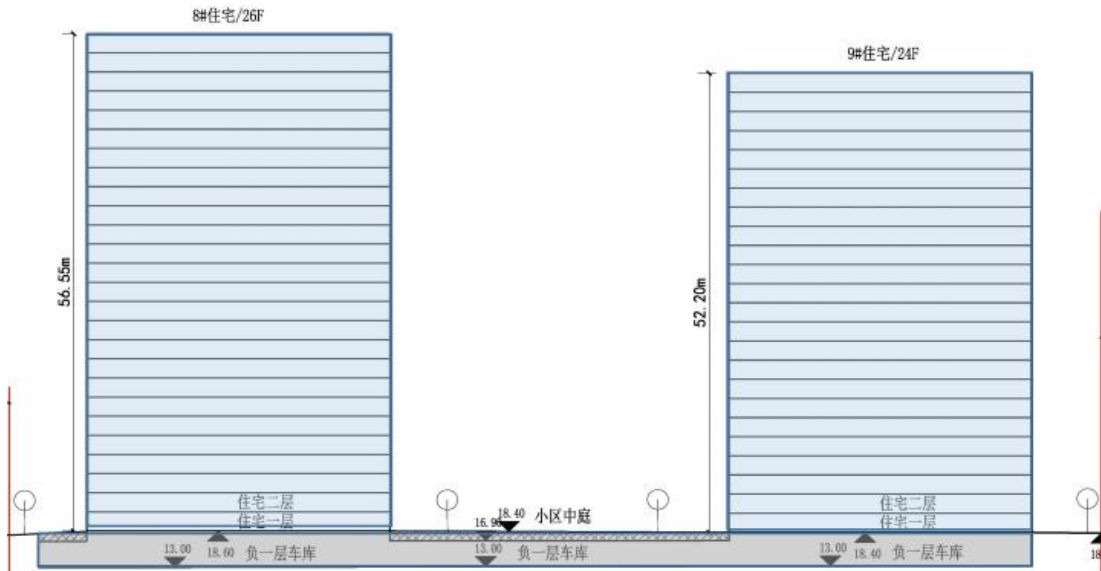 8#住宅/26F
9#住宅/24F
56.55m
52.20m
住宅二层
住宅一层
住宅二层
住宅一层
18.40 小区中庭
16.90
13.00
18.60 负一层车库
13.00
负一层车库
13.00
18.40 负一层车库
18